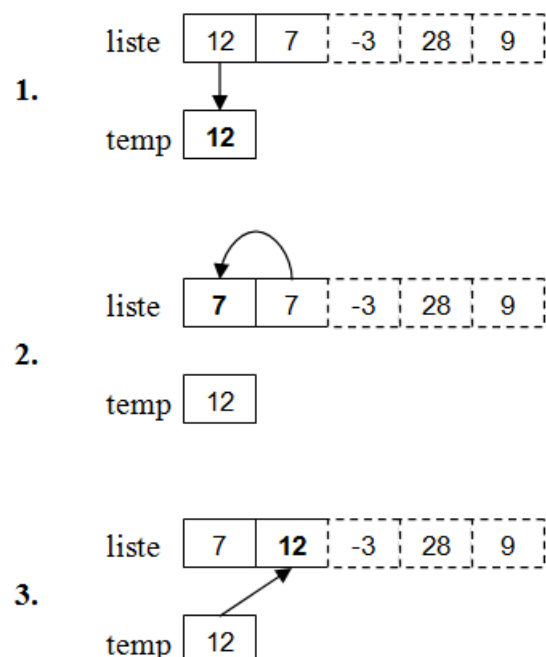 liste 12 7 -3 28 9
1.
temp 12
liste 7 7 -3 28 9
2.
temp 12
liste 7 12 -3 28 9
3.
temp 12